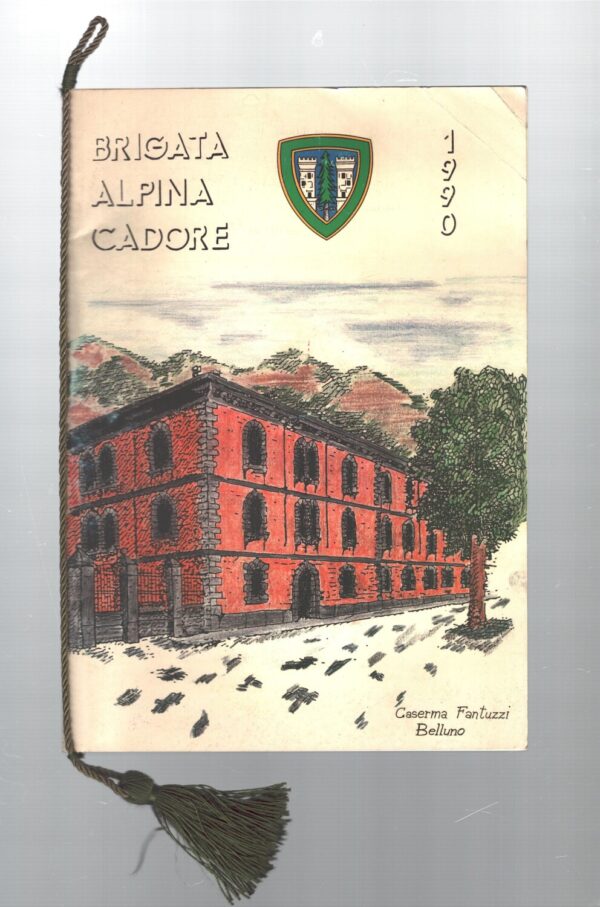 BRIGATA
ALPINA
CADORE
1990
Caserma Fantuzzi
Belluno